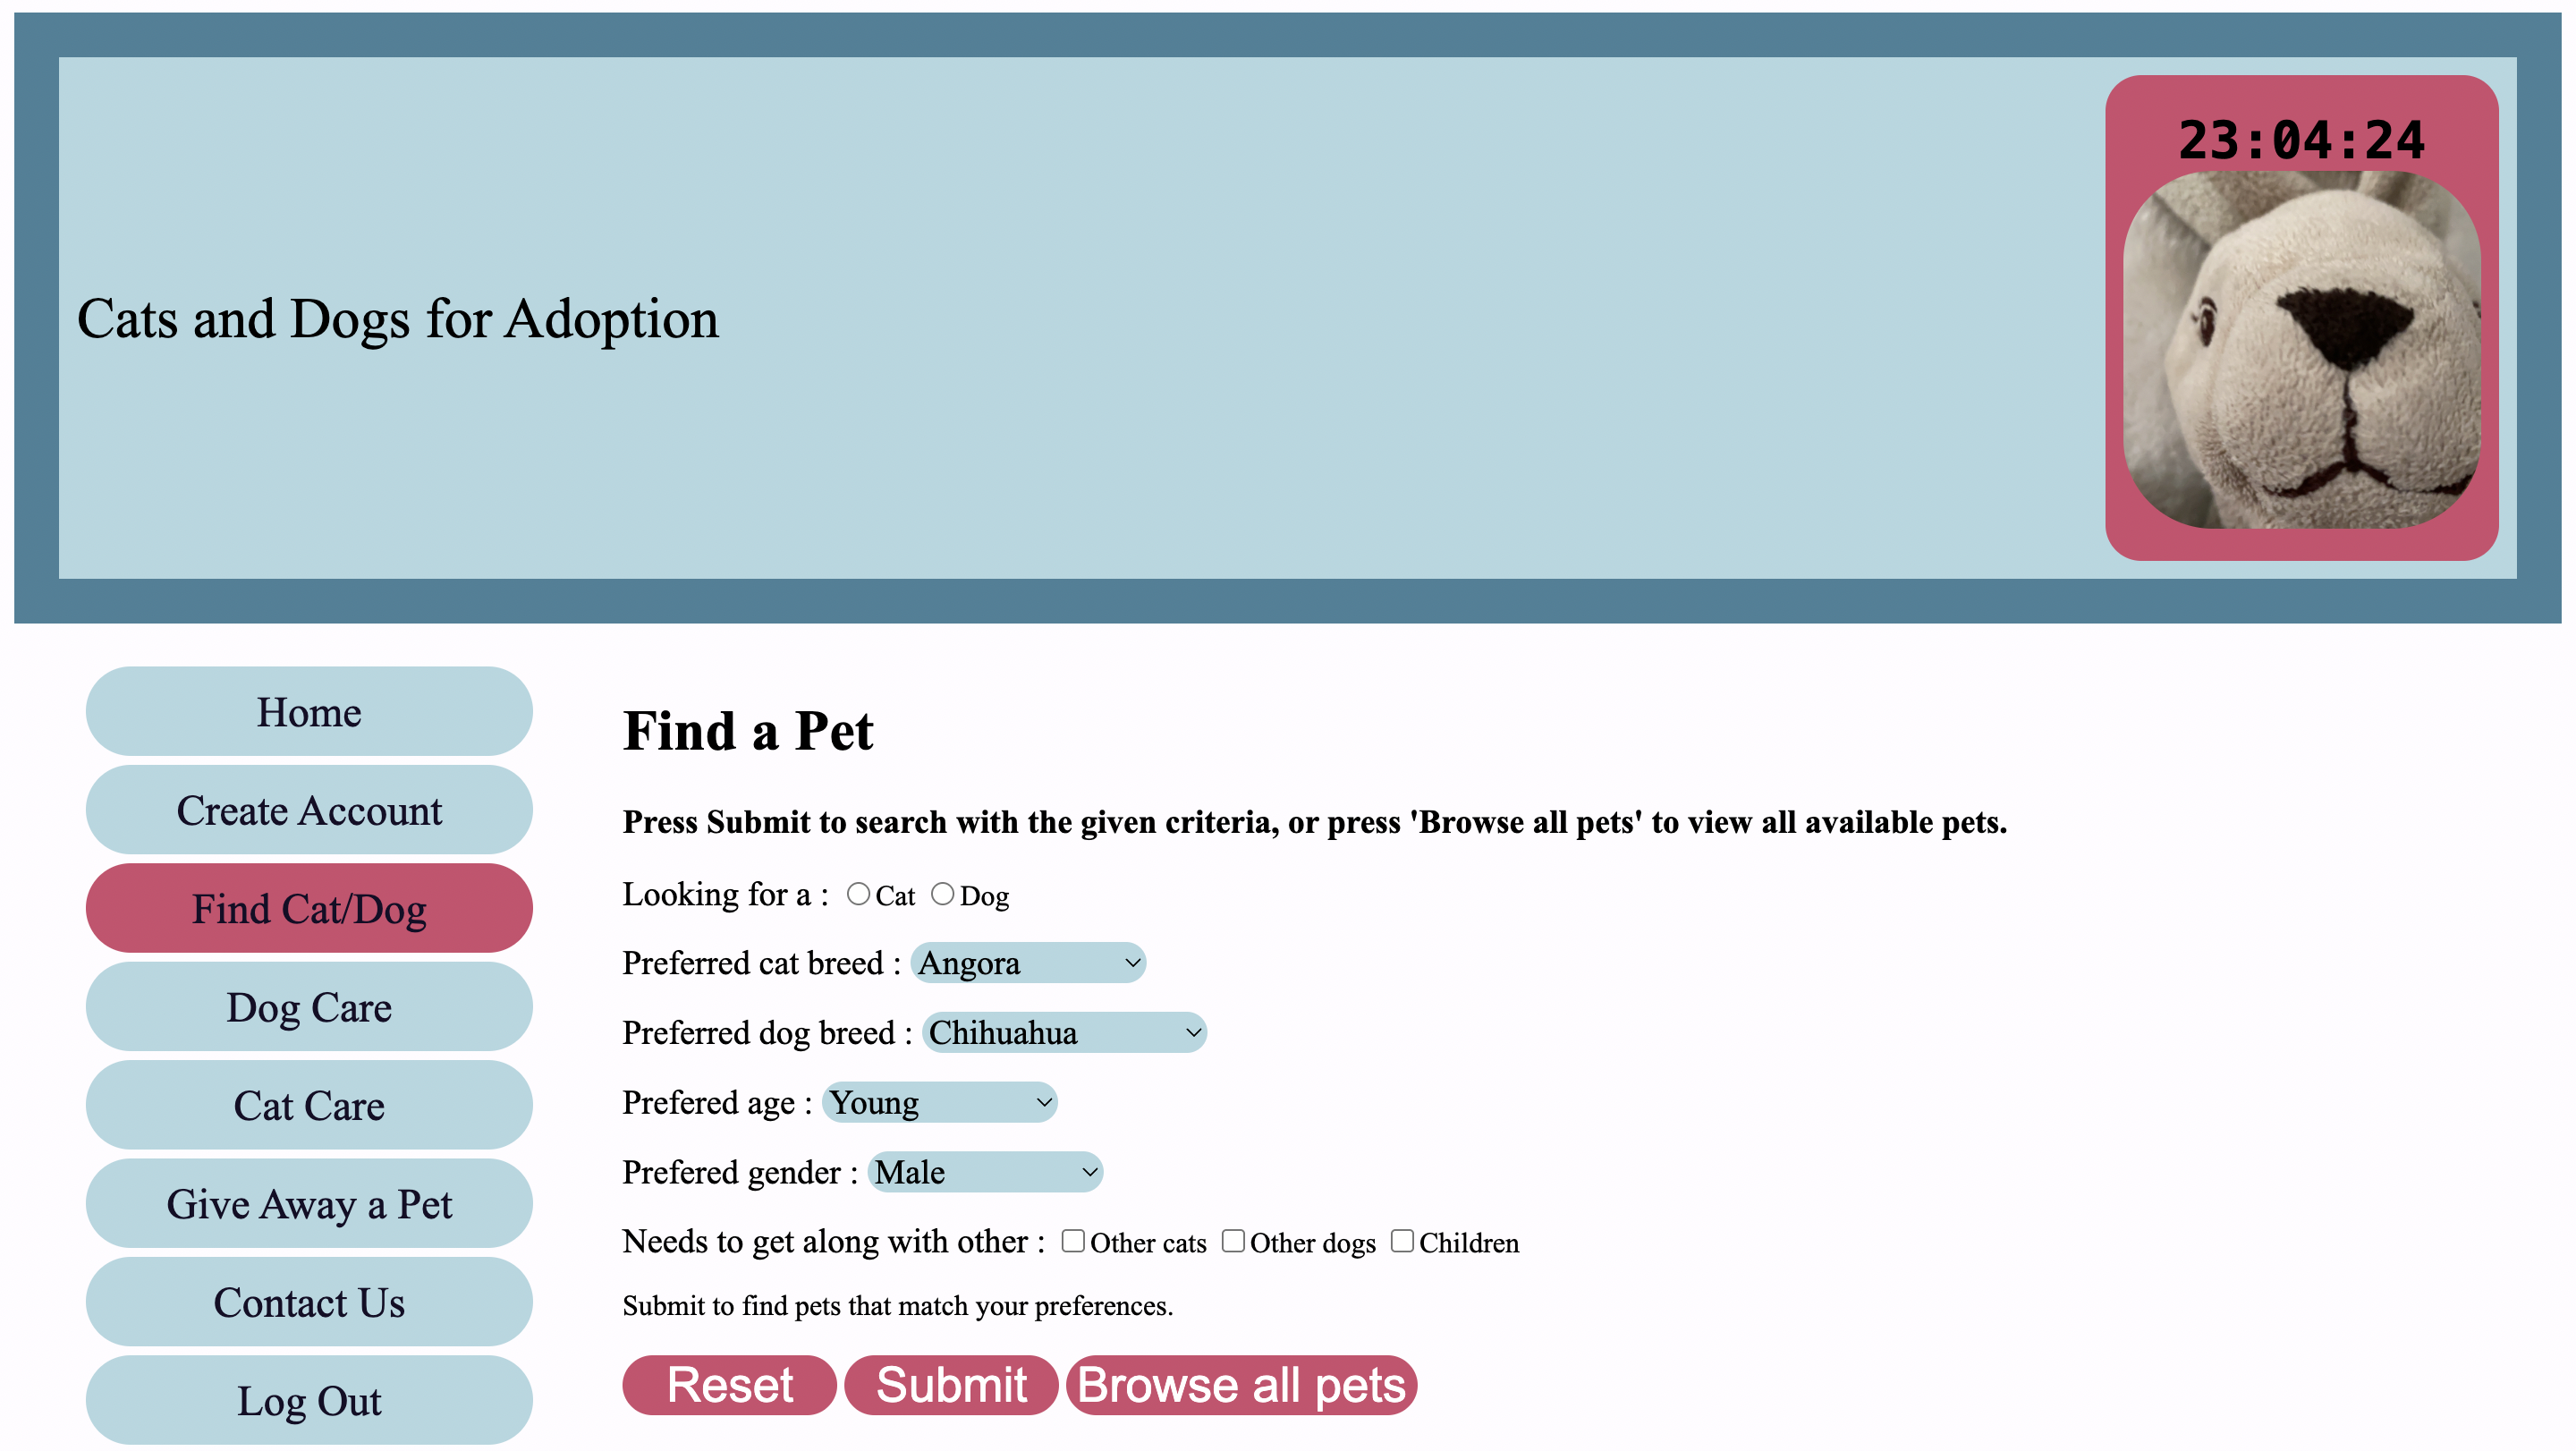 23:04:24
Cats and Dogs for Adoption
Home
Create Account
Find Cat/Dog
Dog Care
Cat Care
Give Away a Pet
Contact Us
Log Out
Find a Pet
Press Submit to search with the given criteria, or press 'Browse all pets' to view all available pets.
Looking for a : Cat Dog
Preferred cat breed : Angora
Preferred dog breed : Chihuahua
Prefered age : Young
Prefered gender : Male
Needs to get along with other : Other cats Other dogs Children
Submit to find pets that match your preferences.
Reset Submit Browse all pets